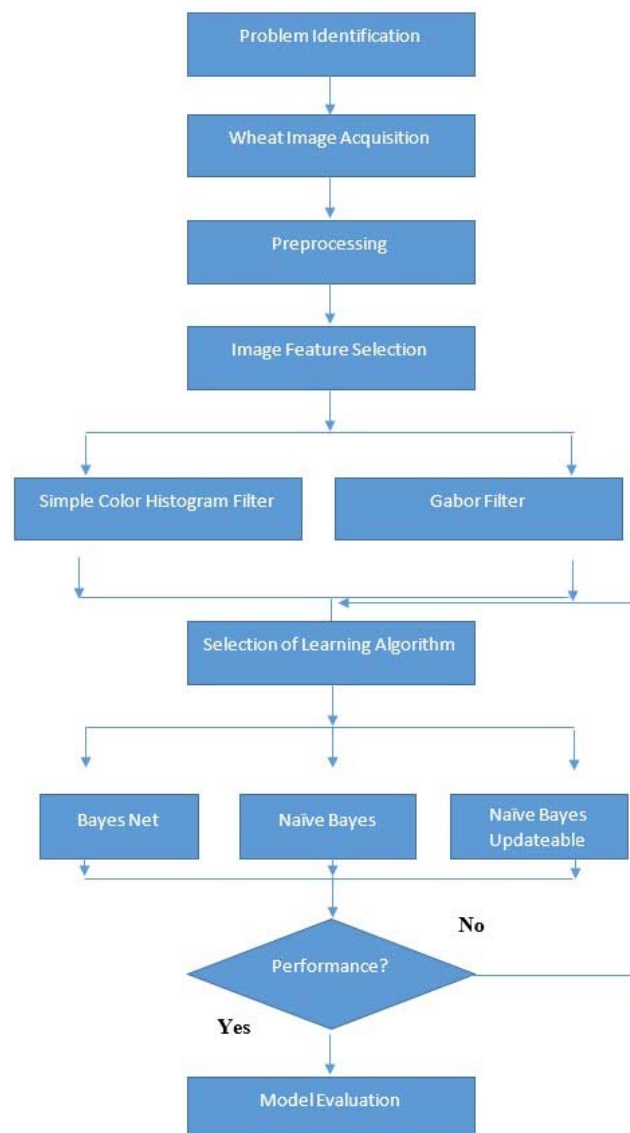 Problem Identification
Wheat Image Acquisition
Preprocessing
Image Feature Selection
Simple Color Histogram Filter
Gabor Filter
Selection of Learning Algorithm
Bayes Net
Naïve Bayes
Naïve Bayes
Updateable
No
Performance?
Yes
Model Evaluation